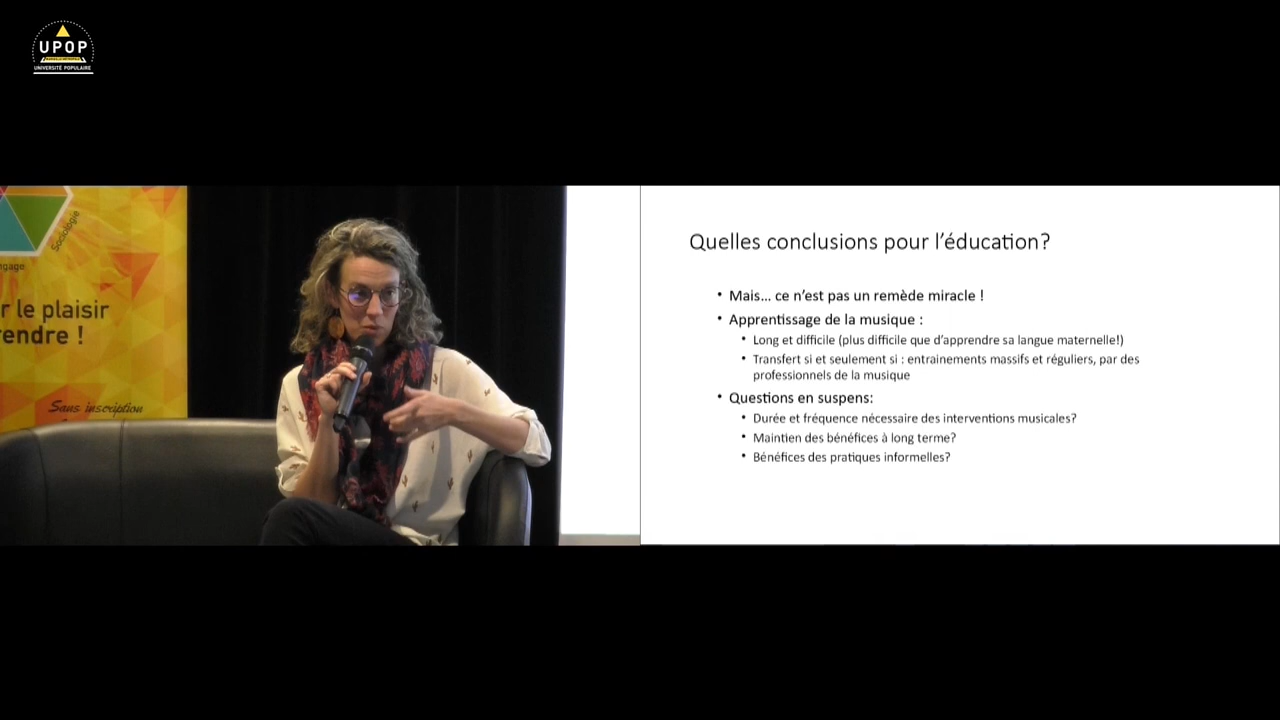 UPOP
UNIVERSITÉ POPULAIRE
Sociologie
ngage
r le plaisir
rendre !
Sans inscription
Quelles conclusions pour l’éducation?
• Mais… ce n’est pas un remède miracle !
• Apprentissage de la musique :
• Long et difficile (plus difficile que d’apprendre sa langue maternelle!)
• Transfert si et seulement si : entrainements massifs et réguliers, par des
professionnels de la musique
• Questions en suspens:
• Durée et fréquence nécessaire des interventions musicales?
• Maintien des bénéfices à long terme?
• Bénéfices des pratiques informelles?